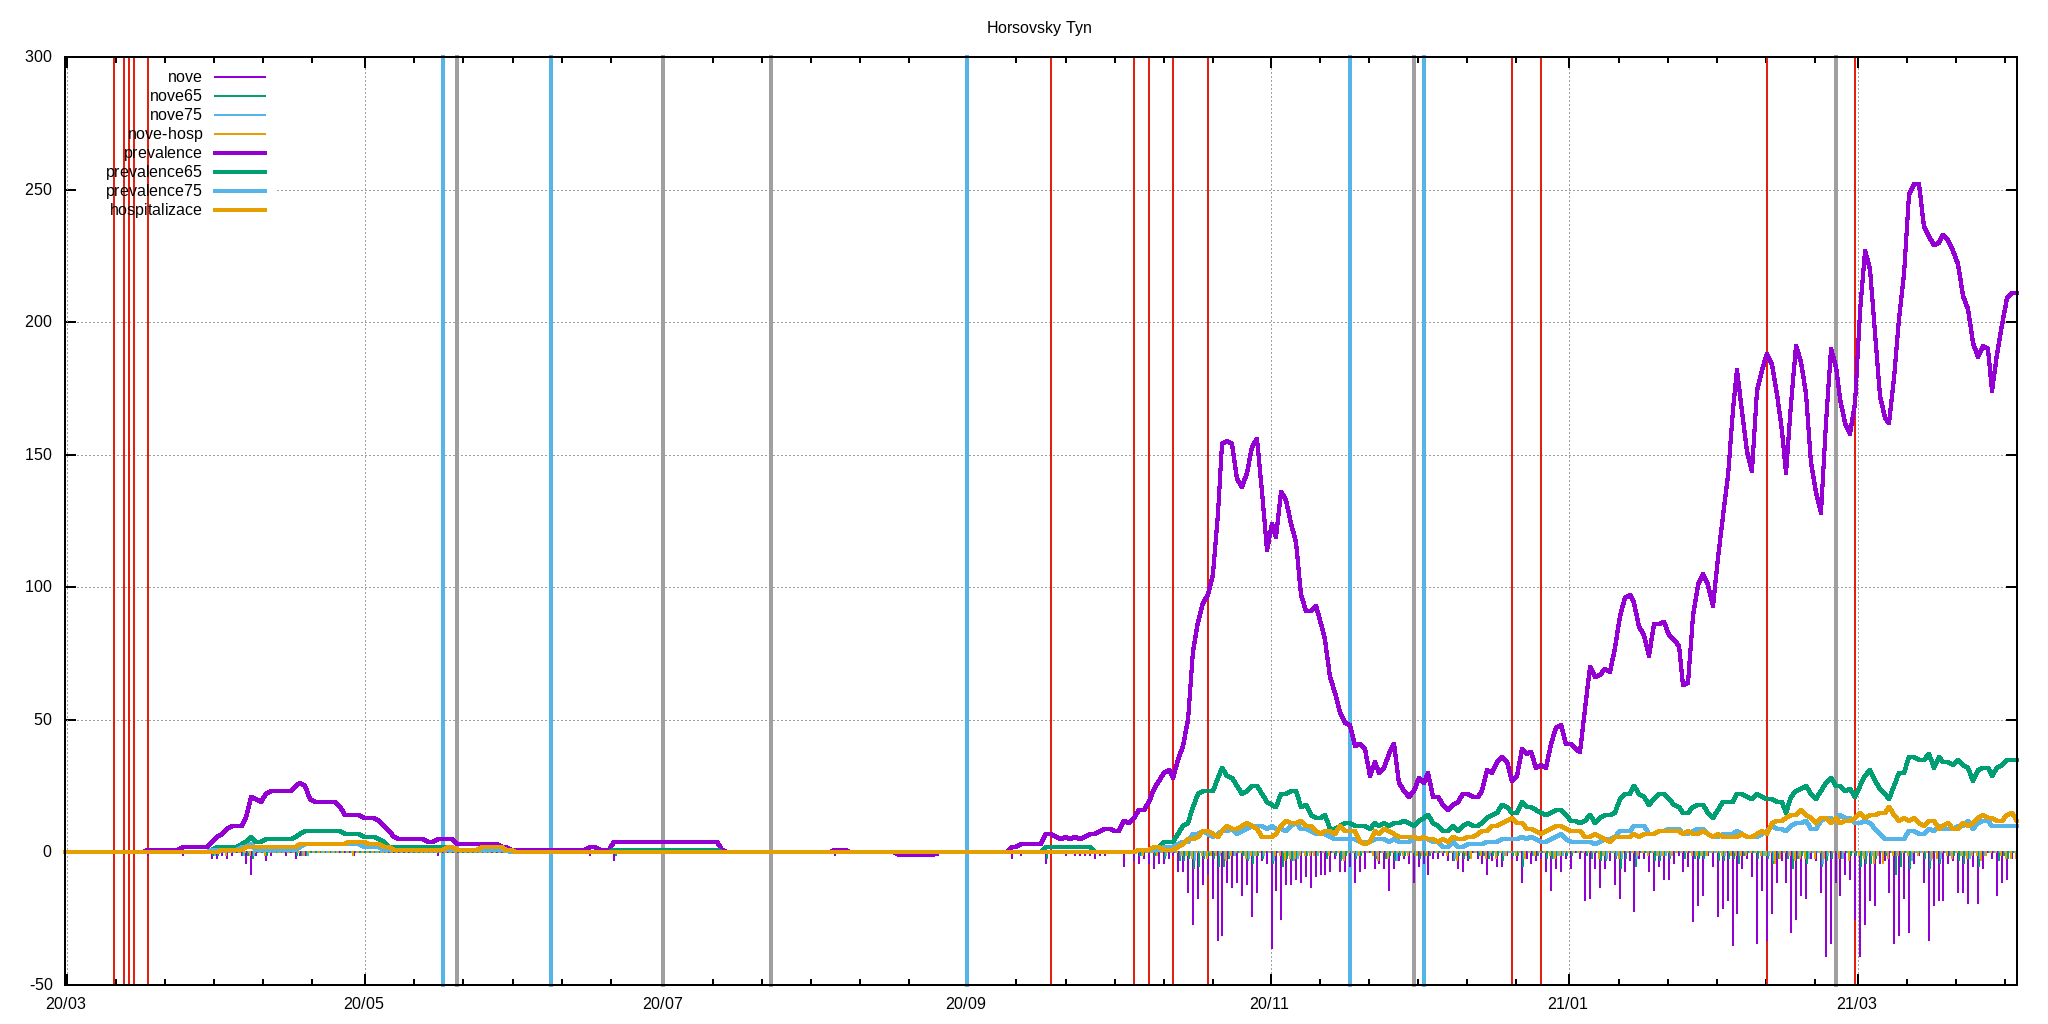 Horsovsky Tyn
300
nove
nove65
nove75
nove-hosp
prevalence
prevalence65
prevalence75
hospitalizace
250
200
150
100
50
0
-50
20/03 20/05 20/07 20/09 20/11 21/01 21/03